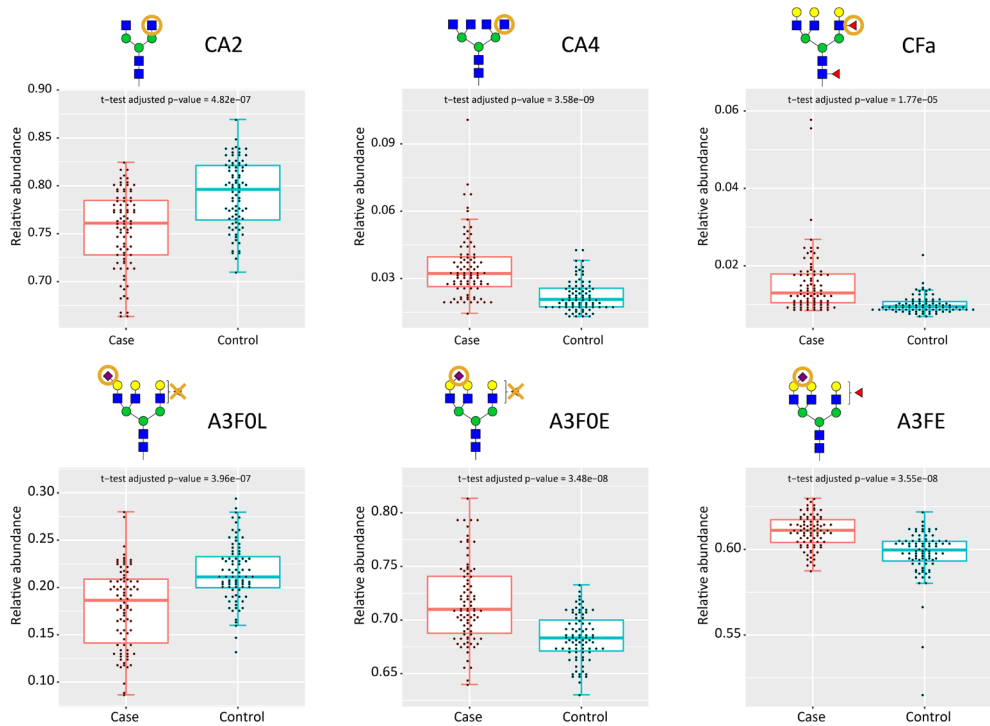 CA2
CA4
CFa
t-test adjusted p-value = 4.82e-07
t-test adjusted p-value = 3.58e-09
t-test adjusted p-value = 1.77e-05
Relative abundance
0.90
0.85
0.80
0.75
0.70
Case
Control
Relative abundance
0.09
0.06
0.03
Case
Control
Relative abundance
0.06
0.04
0.02
Case
Control
A3F0L
A3F0E
A3FE
t-test adjusted p-value = 3.96e-07
t-test adjusted p-value = 3.48e-08
t-test adjusted p-value = 3.55e-08
Relative abundance
0.30
0.25
0.20
0.15
0.10
Case
Control
Relative abundance
0.80
0.75
0.70
0.65
Case
Control
Relative abundance
0.60
0.55
Case
Control